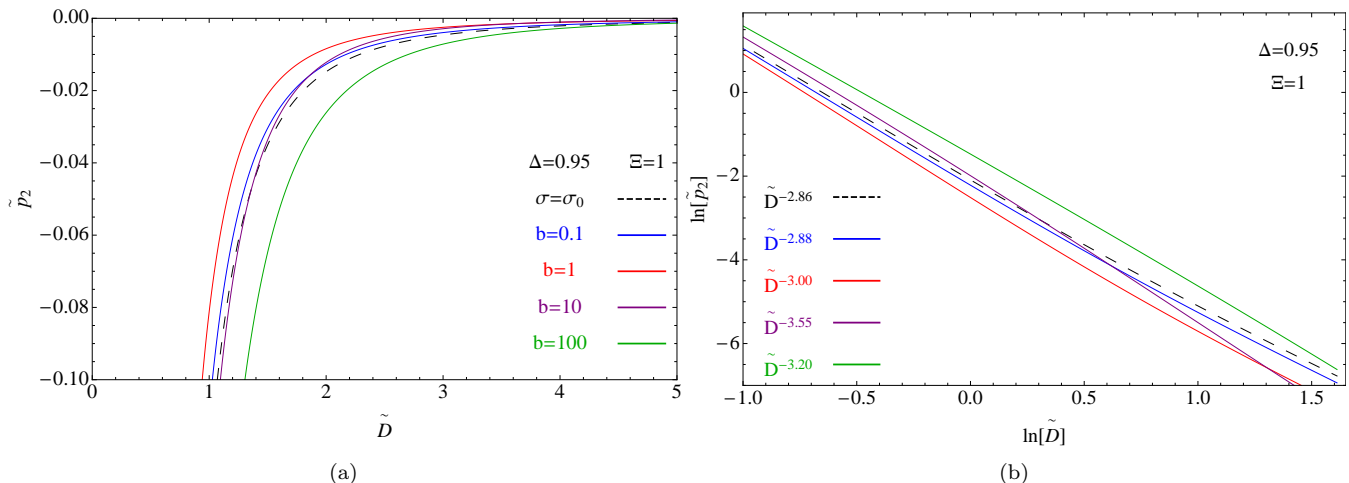 0.00
−0.02
−0.04
−0.06
−0.08
−0.10
p̃₂
0 1 2 3 4 5
D̃
Δ=0.95 Ξ=1
σ=σ₀
b=0.1
b=1
b=10
b=100
(a)
0
−2
−4
−6
ln[p̃₂]
−1.0 −0.5 0.0 0.5 1.0 1.5
ln[D̃]
Δ=0.95
Ξ=1
D̃⁻²·⁸⁶
D̃⁻²·⁸⁸
D̃⁻³·⁰⁰
D̃⁻³·⁵⁵
D̃⁻³·²⁰
(b)